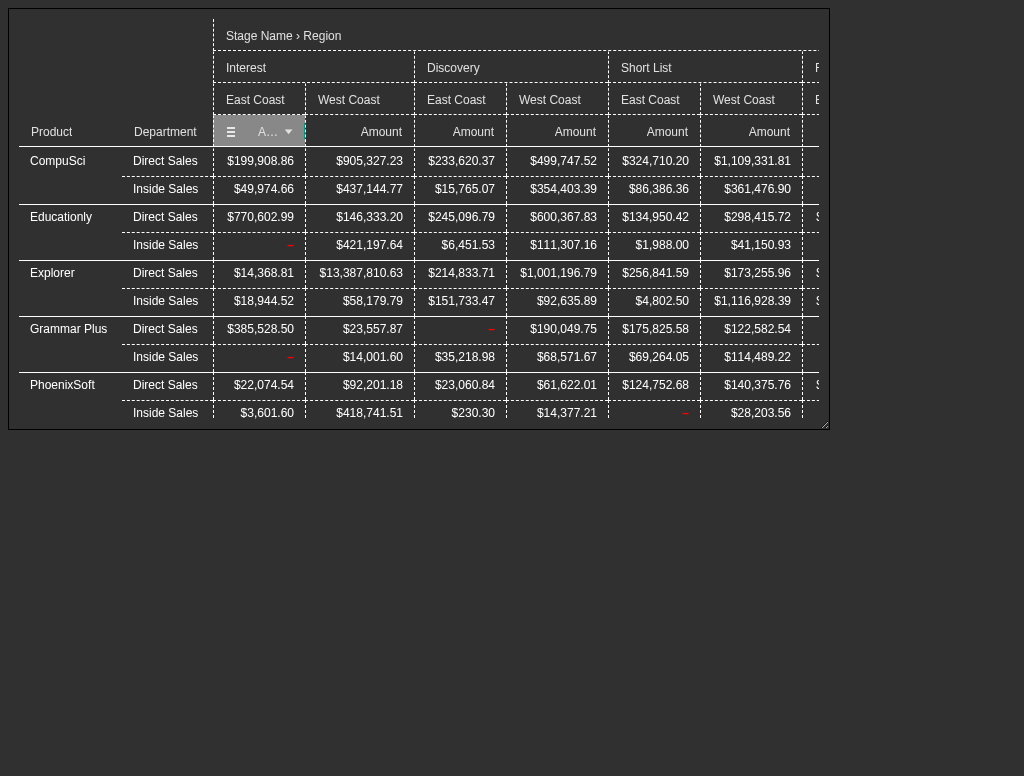 Stage Name › Region
Interest Discovery Short List
East Coast West Coast East Coast West Coast East Coast West Coast
Product Department A… Amount Amount Amount Amount Amount
CompuSci Direct Sales $199,908.86 $905,327.23 $233,620.37 $499,747.52 $324,710.20 $1,109,331.81
Inside Sales $49,974.66 $437,144.77 $15,765.07 $354,403.39 $86,386.36 $361,476.90
Educationly Direct Sales $770,602.99 $146,333.20 $245,096.79 $600,367.83 $134,950.42 $298,415.72
Inside Sales – $421,197.64 $6,451.53 $111,307.16 $1,988.00 $41,150.93
Explorer Direct Sales $14,368.81 $13,387,810.63 $214,833.71 $1,001,196.79 $256,841.59 $173,255.96
Inside Sales $18,944.52 $58,179.79 $151,733.47 $92,635.89 $4,802.50 $1,116,928.39
Grammar Plus Direct Sales $385,528.50 $23,557.87 – $190,049.75 $175,825.58 $122,582.54
Inside Sales – $14,001.60 $35,218.98 $68,571.67 $69,264.05 $114,489.22
PhoenixSoft Direct Sales $22,074.54 $92,201.18 $23,060.84 $61,622.01 $124,752.68 $140,375.76
Inside Sales $3,601.60 $418,741.51 $230.30 $14,377.21 – $28,203.56